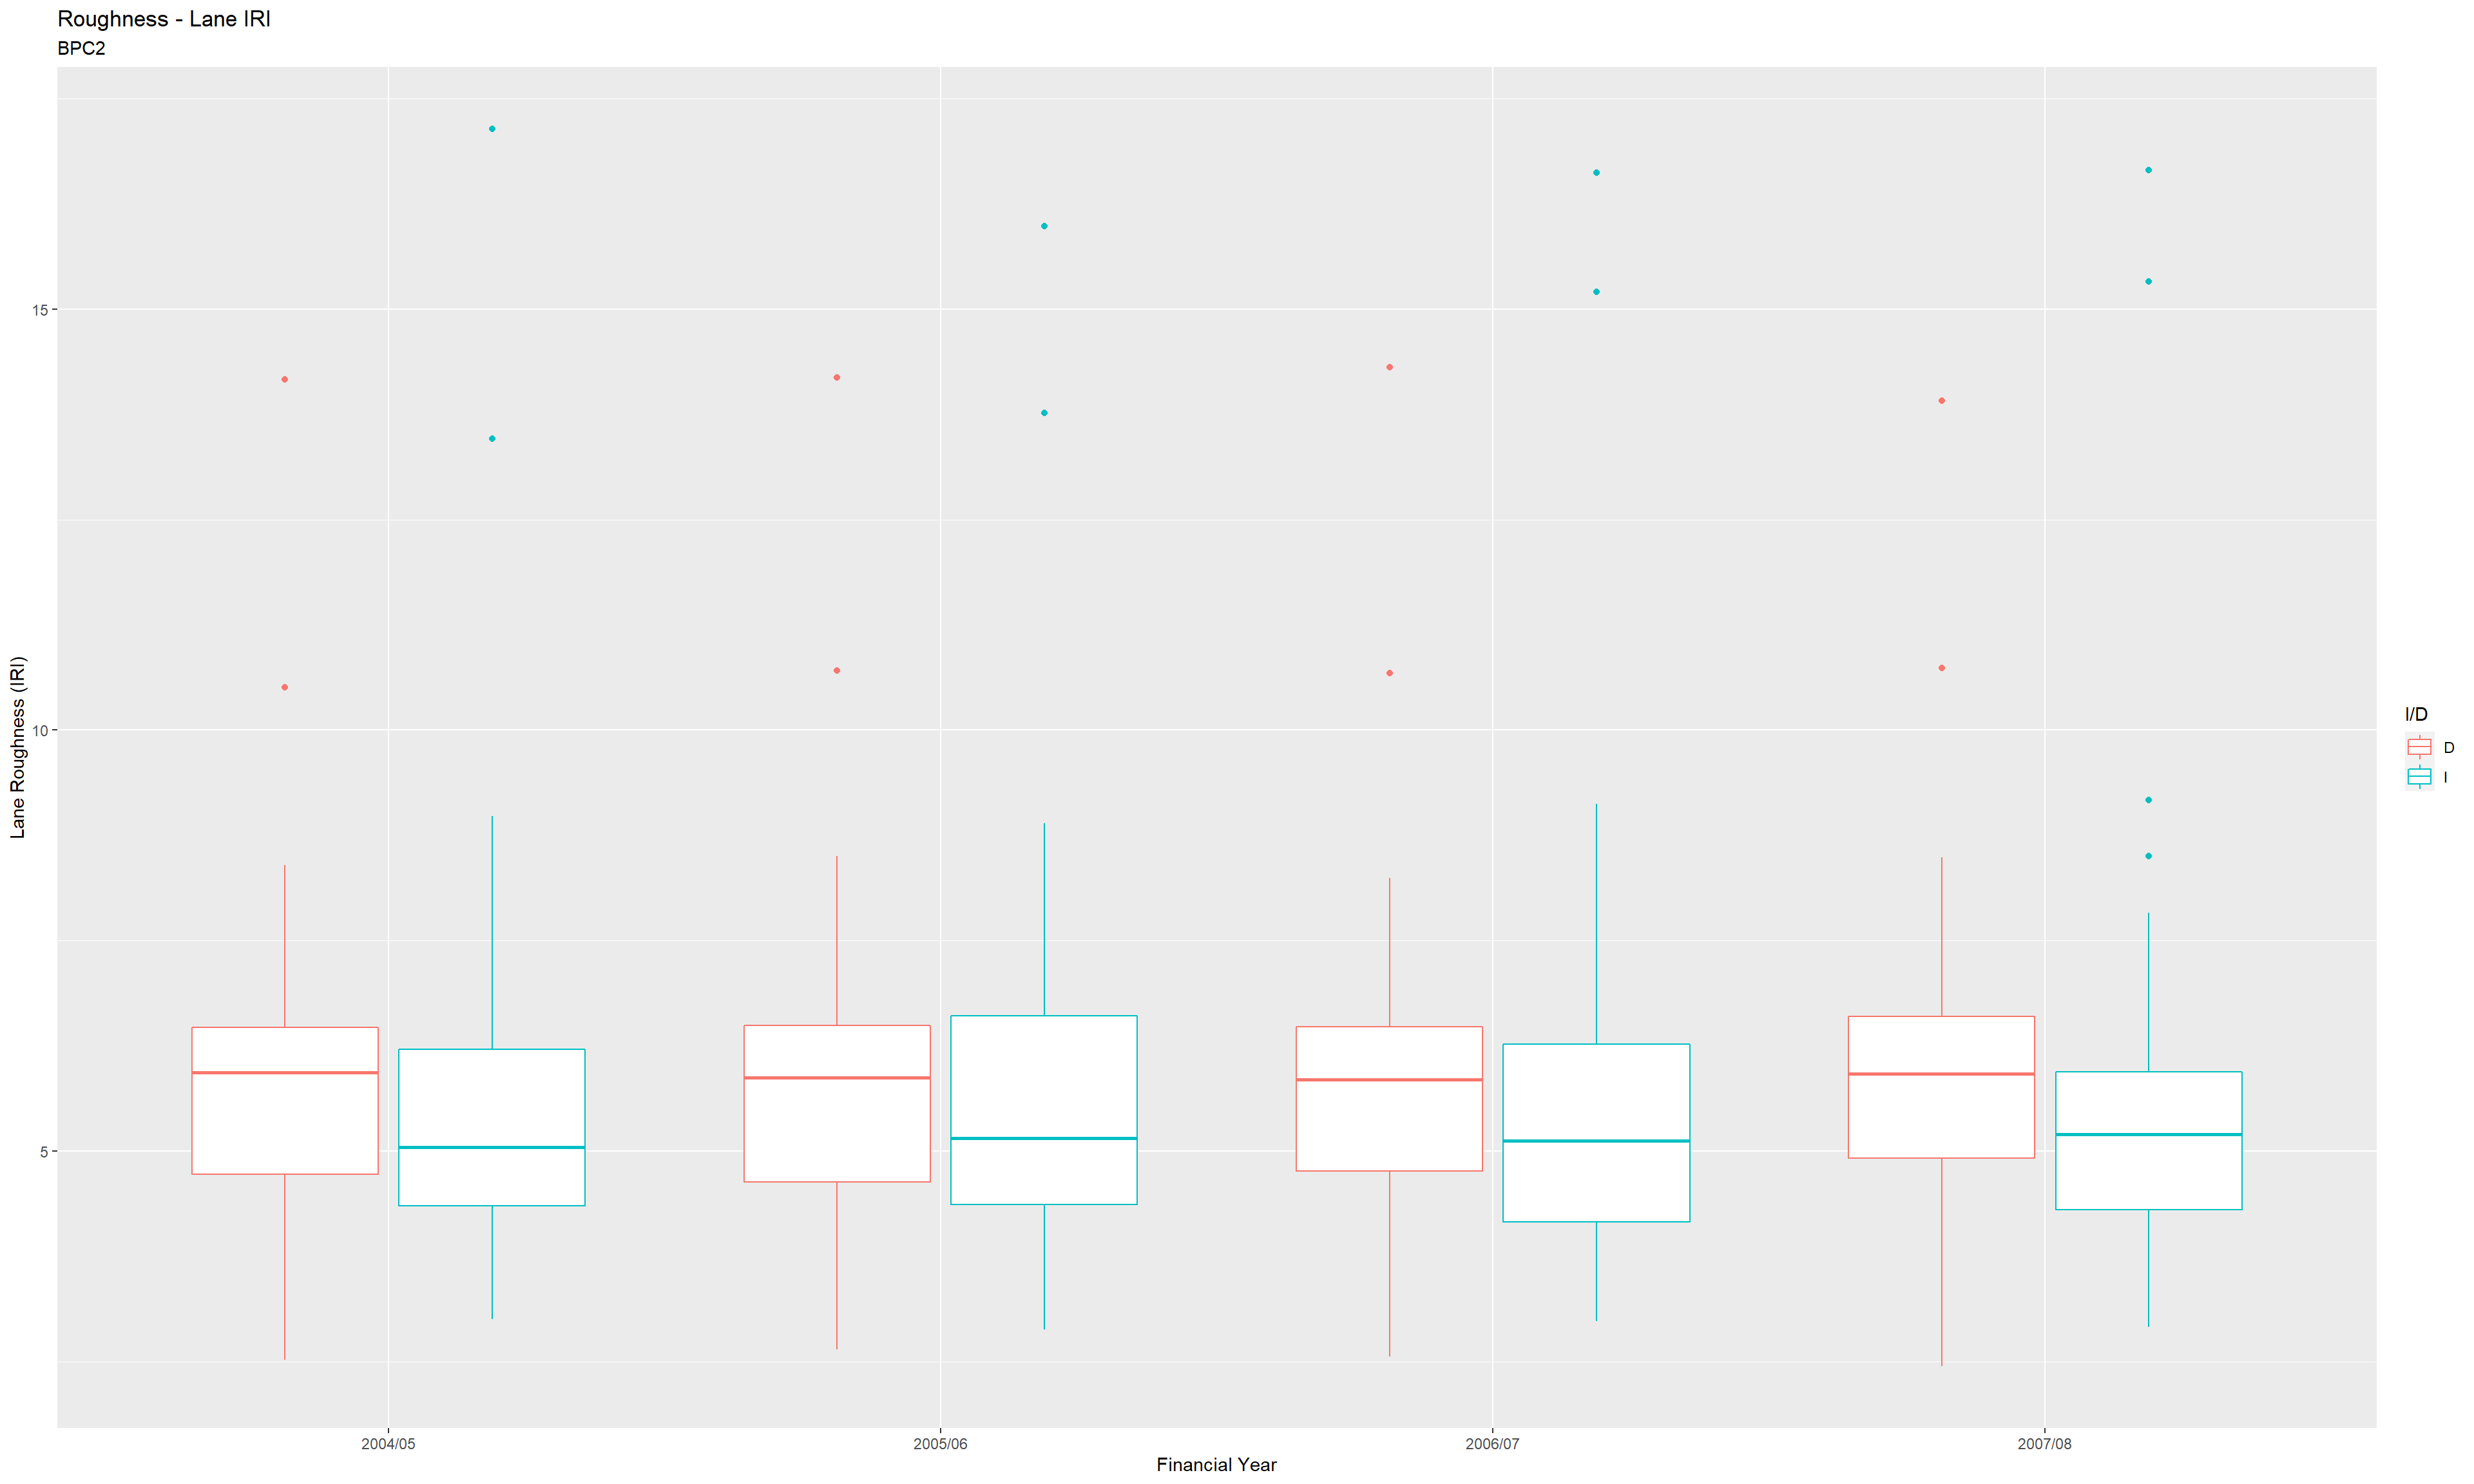 Roughness - Lane IRI
BPC2
Lane Roughness (IRI)
15
10
5
2004/05
2005/06
2006/07
2007/08
Financial Year
I/D
D
I